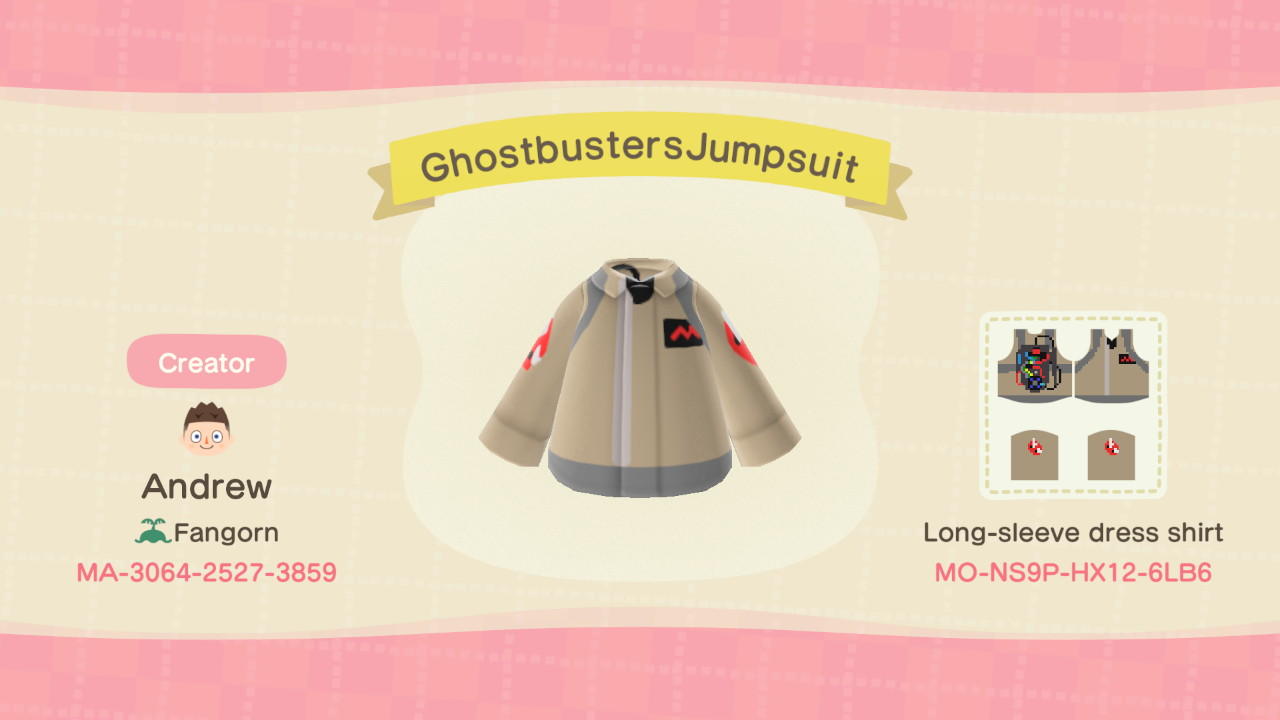 GhostbustersJumpsuit
Creator
Andrew
Fangorn
MA-3064-2527-3859
Long-sleeve dress shirt
MO-NS9P-HX12-6LB6